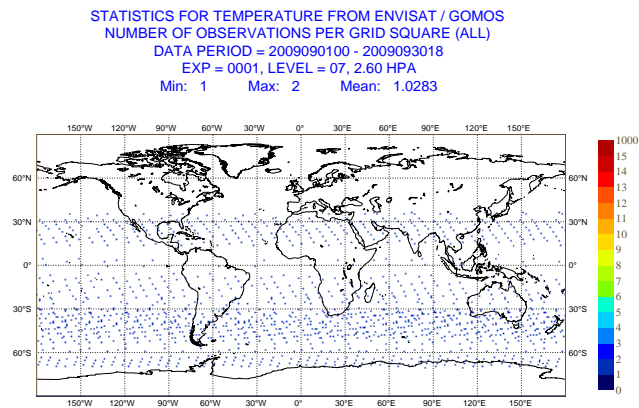 STATISTICS FOR TEMPERATURE FROM ENVISAT / GOMOS
NUMBER OF OBSERVATIONS PER GRID SQUARE (ALL)
DATA PERIOD = 2009090100 - 2009093018
EXP = 0001, LEVEL = 07, 2.60 HPA
Min: 1 Max: 2 Mean: 1.0283
150°W 120°W 90°W 60°W 30°W 0° 30°E 60°E 90°E 120°E 150°E
60°N 60°N
30°N 30°N
0° 0°
30°S 30°S
60°S 60°S
150°W 120°W 90°W 60°W 30°W 0° 30°E 60°E 90°E 120°E 150°E
1000
15
14
13
12
11
10
9
8
7
6
5
4
3
2
1
0